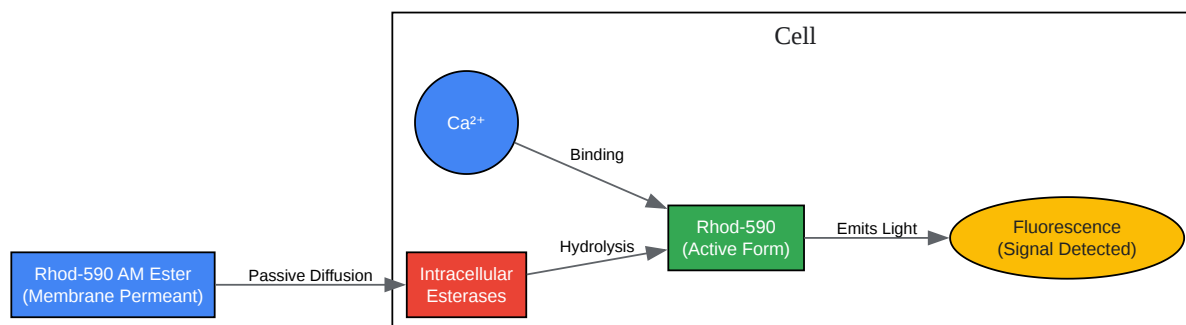 Cell
Ca²⁺
Binding
Rhod-590
(Active Form)
Emits Light
Fluorescence
(Signal Detected)
Hydrolysis
Rhod-590 AM Ester
(Membrane Permeant)
Passive Diffusion
Intracellular
Esterases